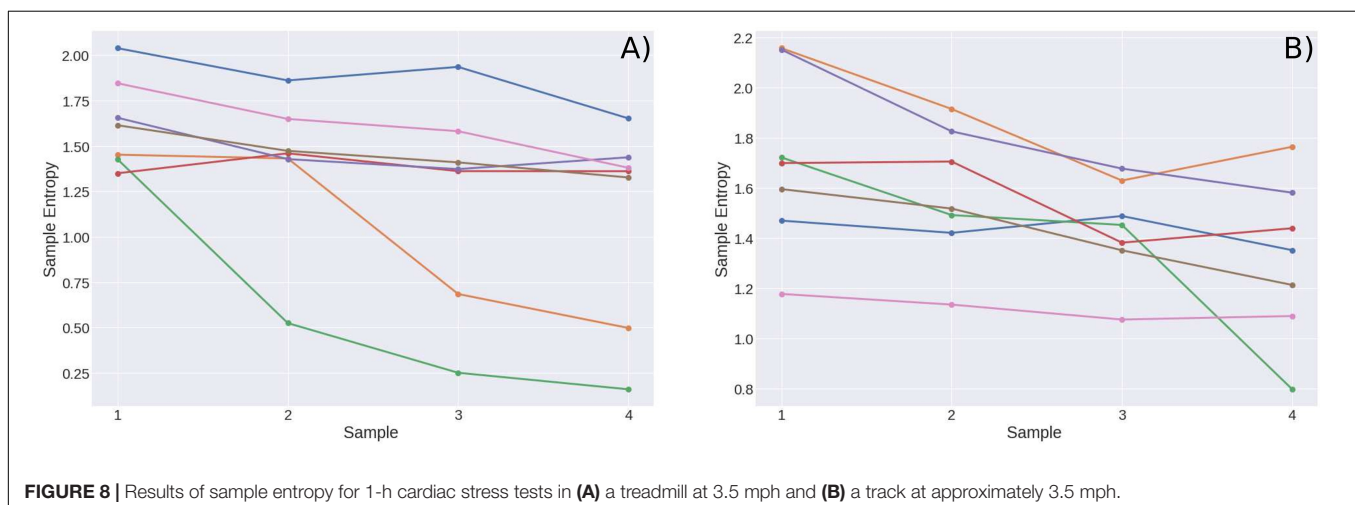 A)
2.00
1.75
1.50
1.25
1.00
0.75
0.50
0.25
Sample Entropy
1 2 3 4
Sample
B)
2.2
2.0
1.8
1.6
1.4
1.2
1.0
0.8
Sample Entropy
1 2 3 4
Sample
FIGURE 8 | Results of sample entropy for 1-h cardiac stress tests in (A) a treadmill at 3.5 mph and (B) a track at approximately 3.5 mph.